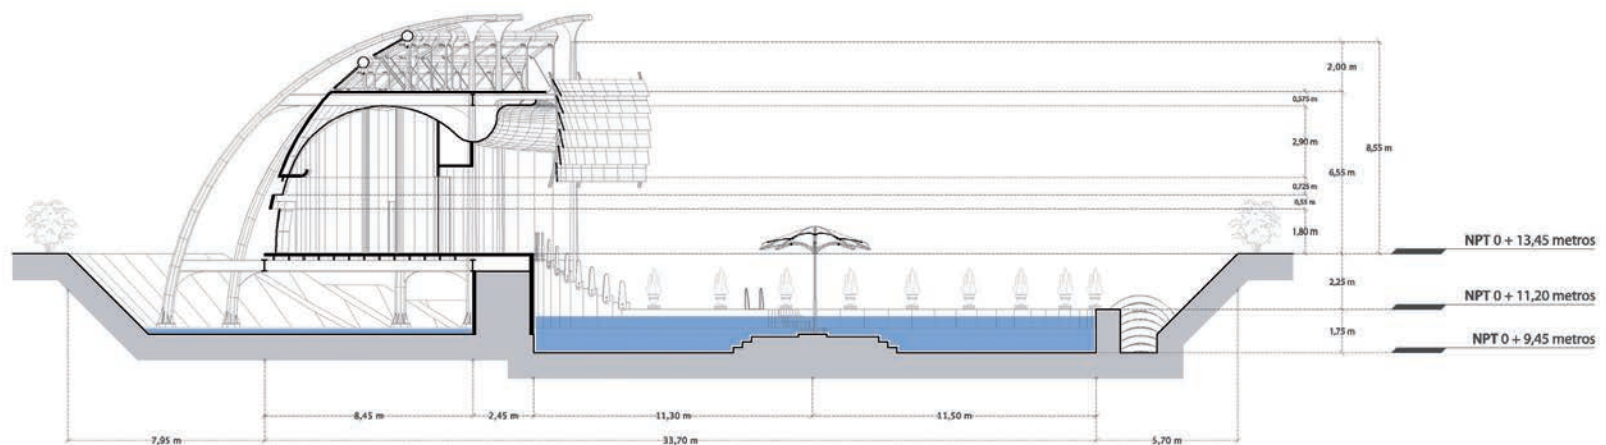 2,00 m
0,575 m
2,90 m
8,55 m
6,55 m
0,725 m
0,55 m
1,80 m
NPT 0 + 13,45 metros
2,25 m
NPT 0 + 11,20 metros
1,75 m
NPT 0 + 9,45 metros
8,45 m
2,45 m
11,30 m
11,50 m
7,95 m
33,70 m
5,70 m